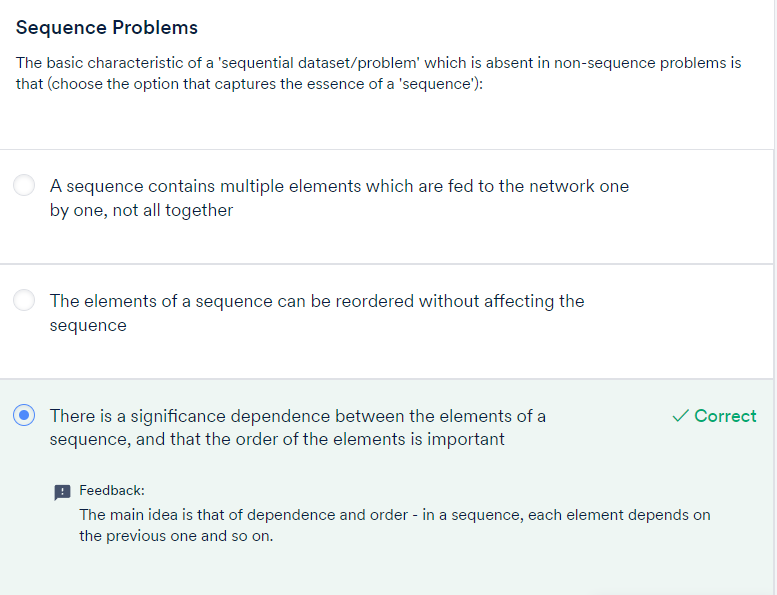 Sequence Problems
The basic characteristic of a 'sequential dataset/problem' which is absent in non-sequence problems is
that (choose the option that captures the essence of a 'sequence'):
A sequence contains multiple elements which are fed to the network one
by one, not all together
The elements of a sequence can be reordered without affecting the
sequence
There is a significance dependence between the elements of a
sequence, and that the order of the elements is important
Correct
Feedback:
The main idea is that of dependence and order - in a sequence, each element depends on
the previous one and so on.